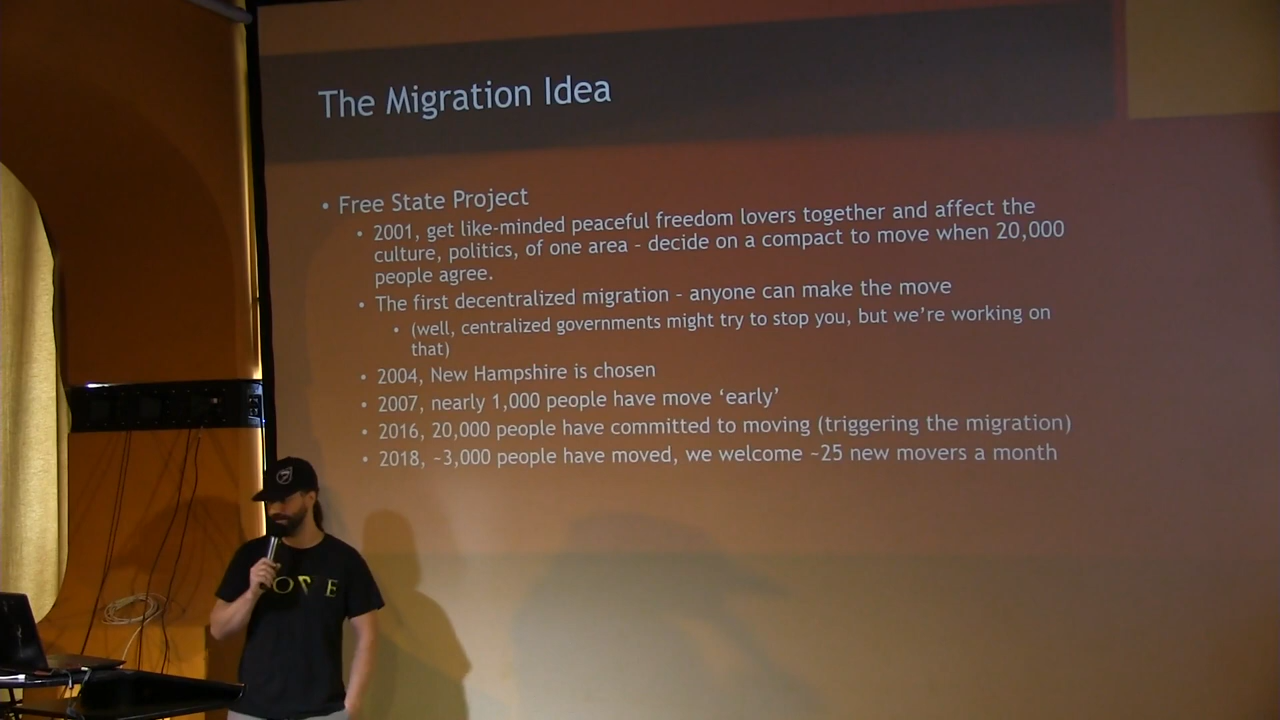 The Migration Idea
• Free State Project
• 2001, get like-minded peaceful freedom lovers together and affect the
culture, politics, of one area – decide on a compact to move when 20,000
people agree.
• The first decentralized migration – anyone can make the move
• (well, centralized governments might try to stop you, but we're working on
that)
• 2004, New Hampshire is chosen
• 2007, nearly 1,000 people have move 'early'
• 2016, 20,000 people have committed to moving (triggering the migration)
• 2018, ~3,000 people have moved, we welcome ~25 new movers a month